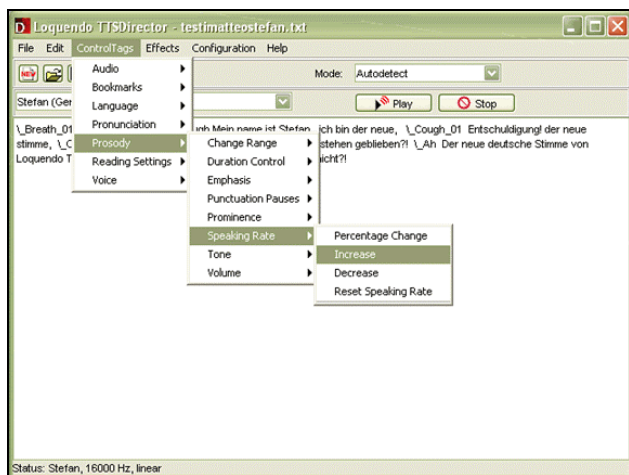 Loquendo TTSDirector - testimatteostefan.txt
File Edit ControlTags Effects Configuration Help
NEW Mode: Autodetect
Stefan (Ger Play Stop
Audio
Bookmarks
Language
Pronunciation
Prosody
Reading Settings
Voice
\_Breath_01 Mein name ist Stefan, ich bin der neue, \_Cough_01 Entschuldigung! der neue
stimme, \_C stehen geblieben?! \_Ah Der neue deutsche Stimme von
Loquendo T nicht?!
Change Range
Duration Control
Emphasis
Punctuation Pauses
Prominence
Speaking Rate
Tone
Volume
Percentage Change
Increase
Decrease
Reset Speaking Rate
Status: Stefan, 16000 Hz, linear